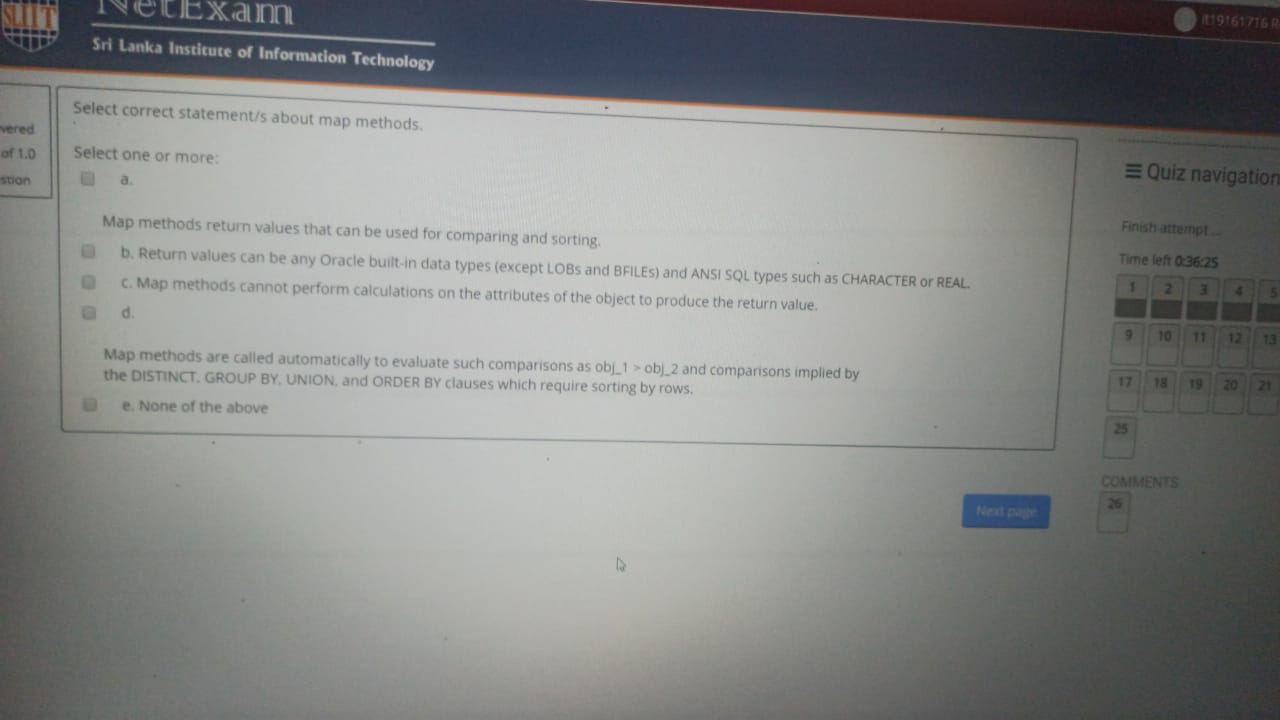 SLIIT
NetExam
Sri Lanka Institute of Information Technology
it19161716
vered
of 1.0
stion
Select correct statement/s about map methods.
Select one or more:
a.
Map methods return values that can be used for comparing and sorting.
b. Return values can be any Oracle built-in data types (except LOBs and BFILEs) and ANSI SQL types such as CHARACTER or REAL.
c. Map methods cannot perform calculations on the attributes of the object to produce the return value.
d.
Map methods are called automatically to evaluate such comparisons as obj_1 > obj_2 and comparisons implied by
the DISTINCT, GROUP BY, UNION, and ORDER BY clauses which require sorting by rows.
e. None of the above
Next page
Quiz navigation
Finish attempt ...
Time left 0:36:25
1 2 3 4 5
9 10 11 12 13
17 18 19 20 21
25
COMMENTS
26